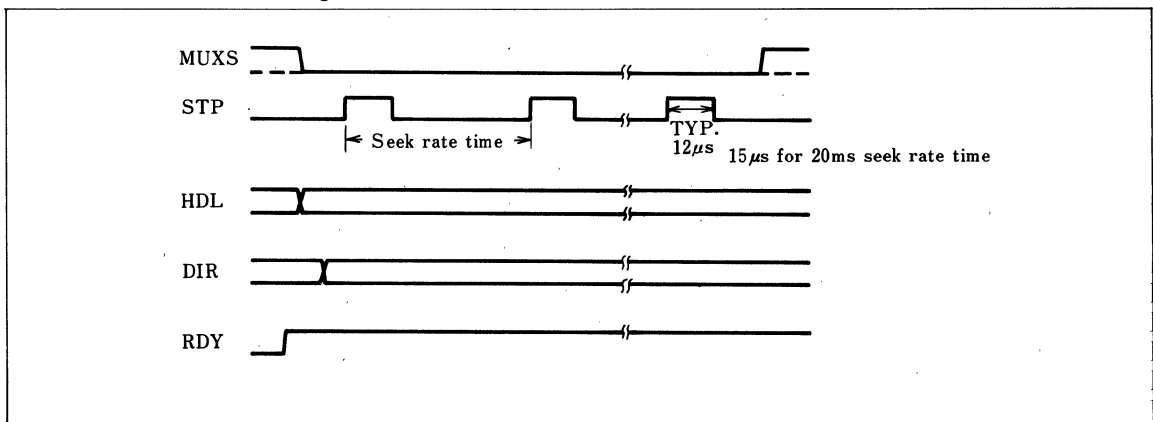 MUXS
STP
Seek rate time
TYP.
12μs
15μs for 20ms seek rate time
HDL
DIR
RDY